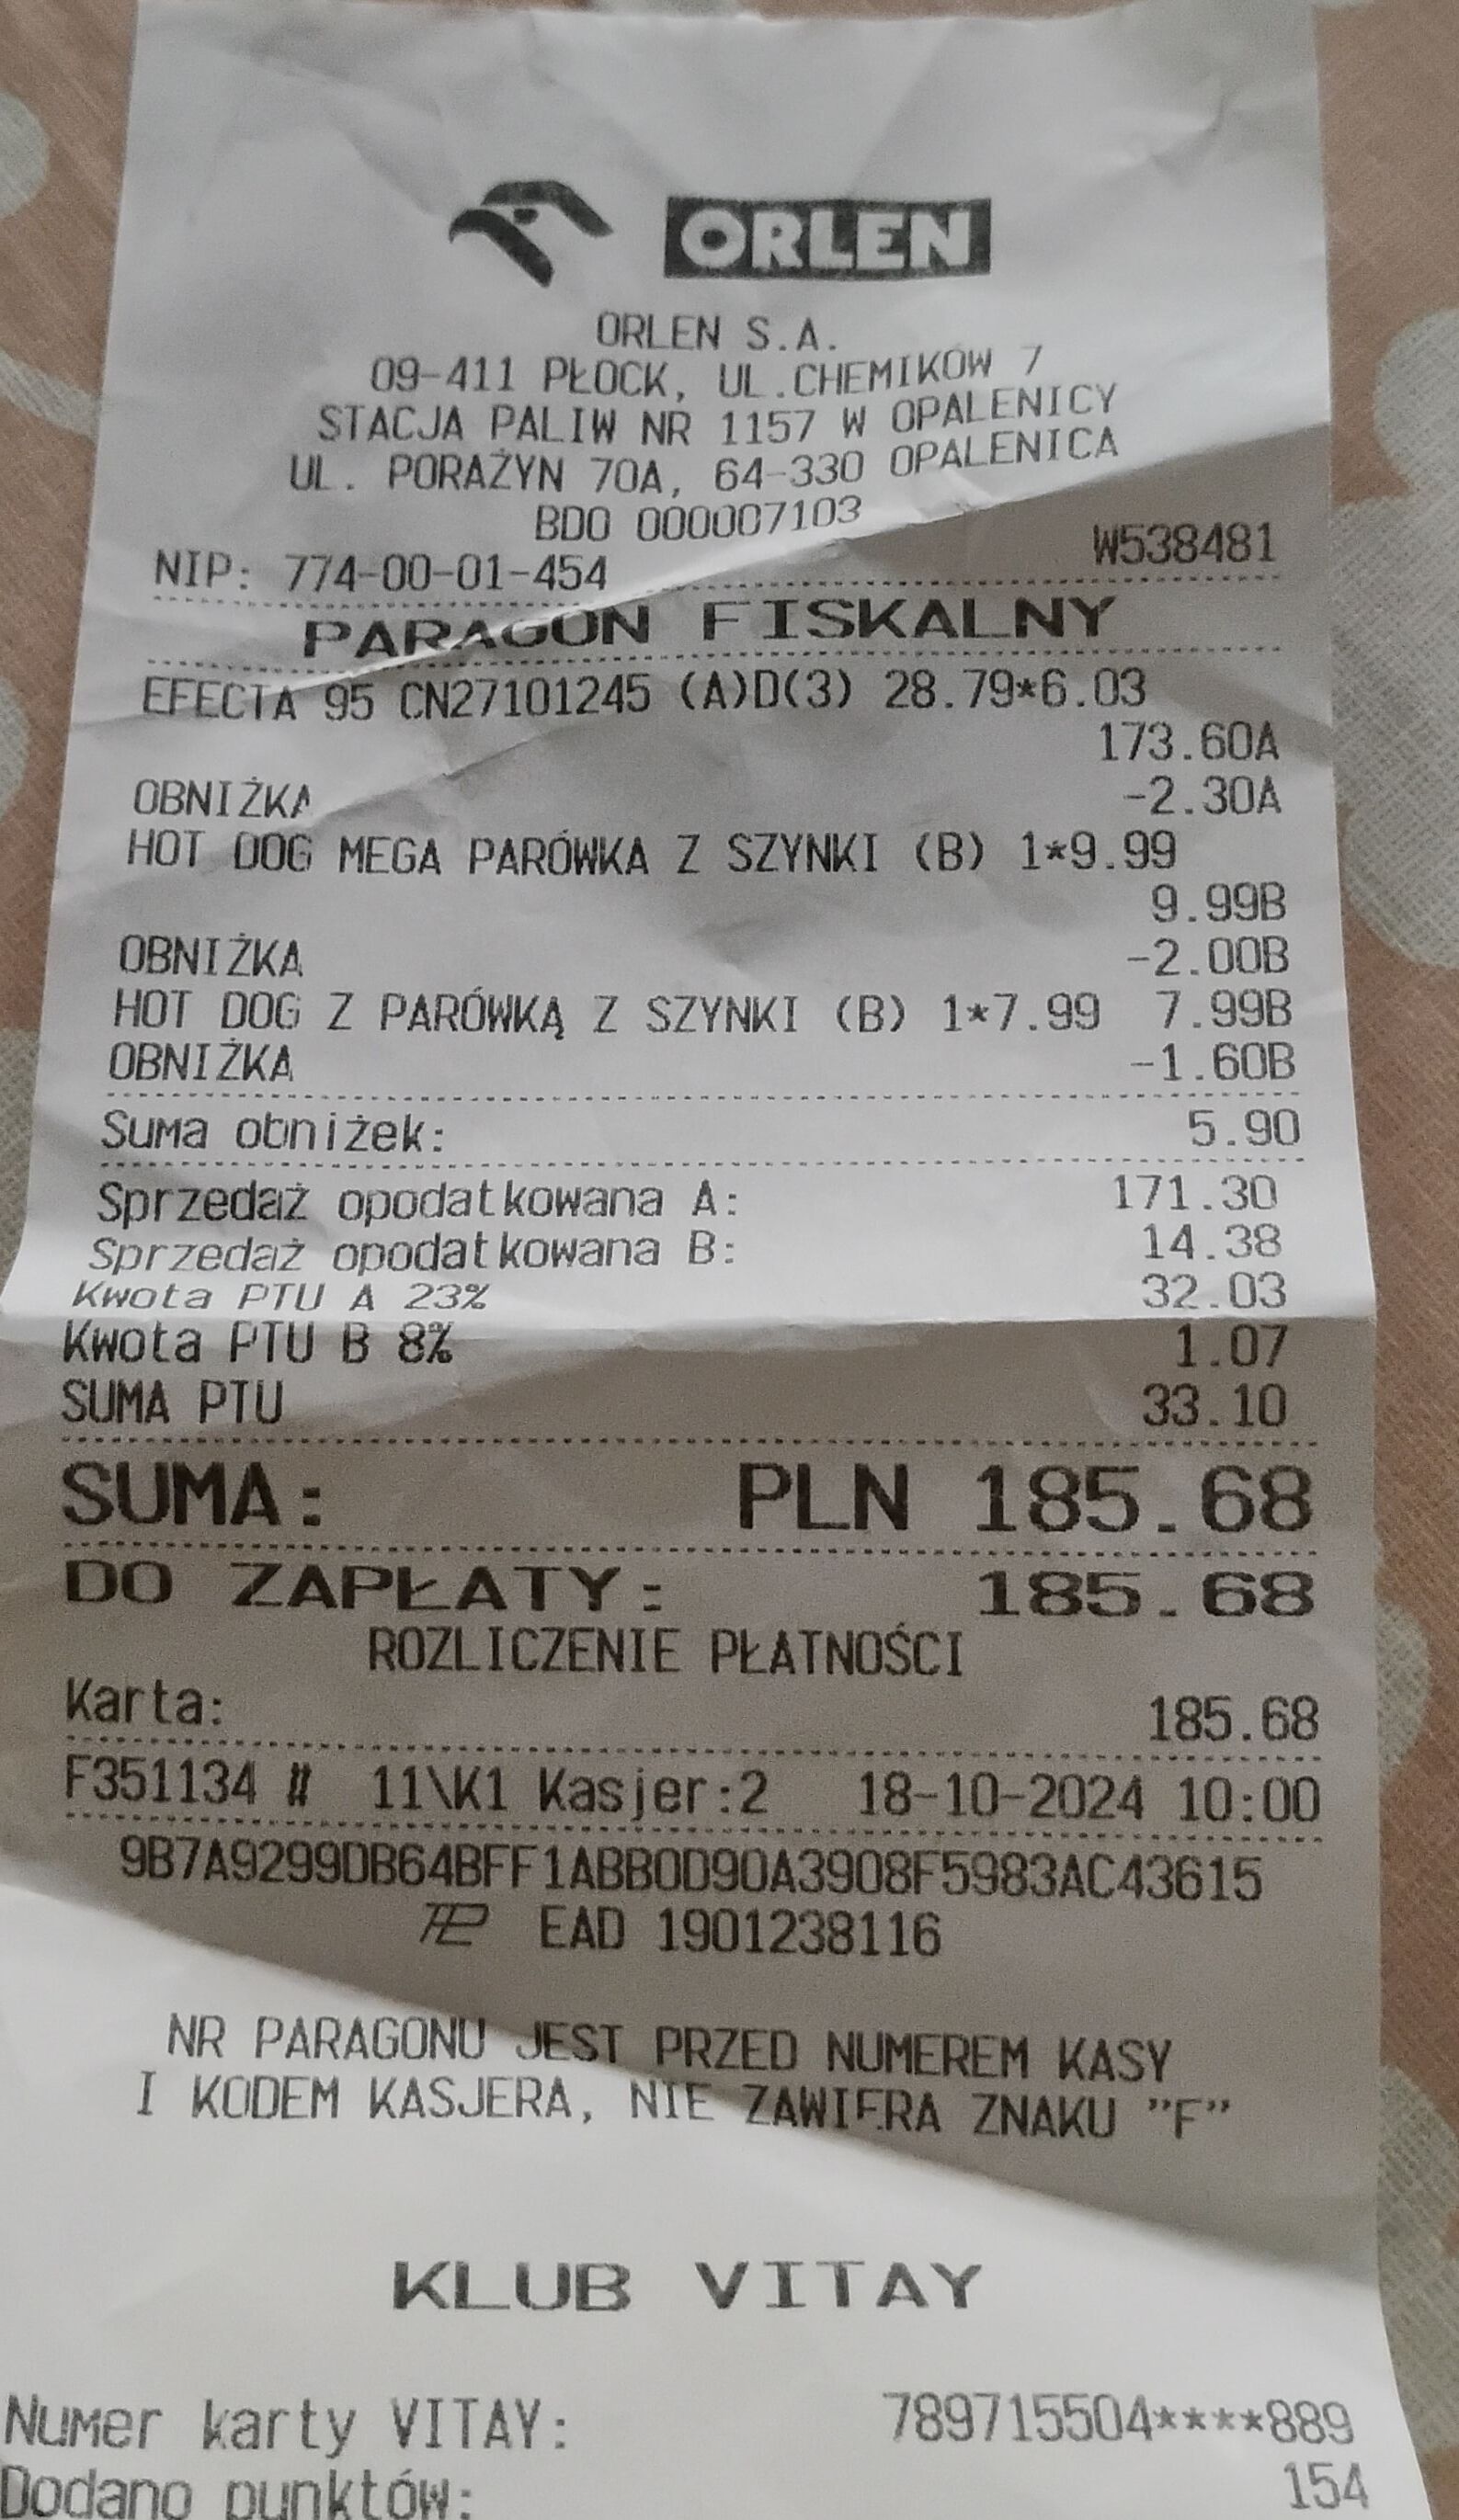 ORLEN
ORLEN S.A.
09-411 PŁOCK, UL.CHEMIKÓW 7
STACJA PALIW NR 1157 W OPALENICY
UL. PORAŻYN 70A, 64-330 OPALENICA
BDO 000007103
NIP: 774-00-01-454 W538481
PARAGON FISKALNY
EFECTA 95 CN27101245 (A)D(3) 28.79*6.03
173.60A
OBNIŻKA -2.30A
HOT DOG MEGA PARÓWKA Z SZYNKI (B) 1*9.99
9.99B
OBNIŻKA -2.00B
HOT DOG Z PARÓWKĄ Z SZYNKI (B) 1*7.99 7.99B
OBNIŻKA -1.60B
Suma obniżek: 5.90
Sprzedaż opodatkowana A: 171.30
Sprzedaż opodatkowana B: 14.38
Kwota PTU A 23% 32.03
Kwota PTU B 8% 1.07
SUMA PTU 33.10
SUMA: PLN 185.68
DO ZAPŁATY: 185.68
ROZLICZENIE PŁATNOŚCI
Karta: 185.68
F351134 # 11\K1 Kasjer:2 18-10-2024 10:00
9B7A9299DB64BFF1ABB0D90A3908F5983AC43615
EAD 1901238116
NR PARAGONU JEST PRZED NUMEREM KASY
I KODEM KASJERA, NIE ZAWIERA ZNAKU "F"
KLUB VITAY
Numer karty VITAY: 789715504****889
Dodano punktów: 154